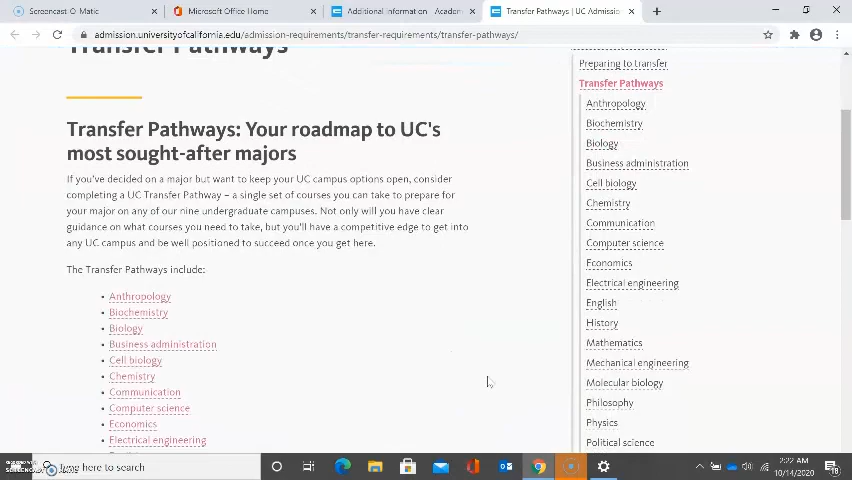 Screencast-O-Matic
Microsoft Office Home
Additional information - Academ
Transfer Pathways | UC Admissio
admission.universityofcalifornia.edu/admission-requirements/transfer-requirements/transfer-pathways/
Transfer Pathways
Transfer Pathways: Your roadmap to UC's
most sought-after majors
If you've decided on a major but want to keep your UC campus options open, consider
completing a UC Transfer Pathway – a single set of courses you can take to prepare for
your major on any of our nine undergraduate campuses. Not only will you have clear
guidance on what courses you need to take, but you'll have a competitive edge to get into
any UC campus and be well positioned to succeed once you get here.
The Transfer Pathways include:
• Anthropology
• Biochemistry
• Biology
• Business administration
• Cell biology
• Chemistry
• Communication
• Computer science
• Economics
• Electrical engineering
Preparing to transfer
Transfer Pathways
Anthropology
Biochemistry
Biology
Business administration
Cell biology
Chemistry
Communication
Computer science
Economics
Electrical engineering
English
History
Mathematics
Mechanical engineering
Molecular biology
Philosophy
Physics
Political science
Type here to search
2:22 AM
10/14/2020
18